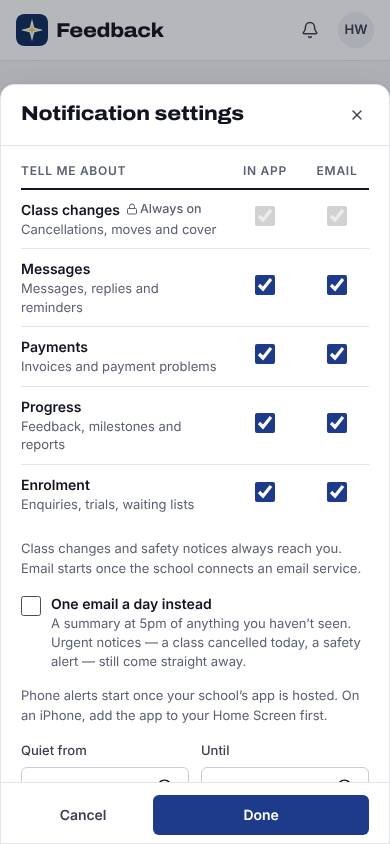 Feedback
HW
Notification settings
TELL ME ABOUT IN APP EMAIL
Class changes Always on
Cancellations, moves and cover
Messages
Messages, replies and
reminders
Payments
Invoices and payment problems
Progress
Feedback, milestones and
reports
Enrolment
Enquiries, trials, waiting lists
Class changes and safety notices always reach you.
Email starts once the school connects an email service.
One email a day instead
A summary at 5pm of anything you haven’t seen.
Urgent notices — a class cancelled today, a safety
alert — still come straight away.
Phone alerts start once your school’s app is hosted. On
an iPhone, add the app to your Home Screen first.
Quiet from Until
Cancel Done